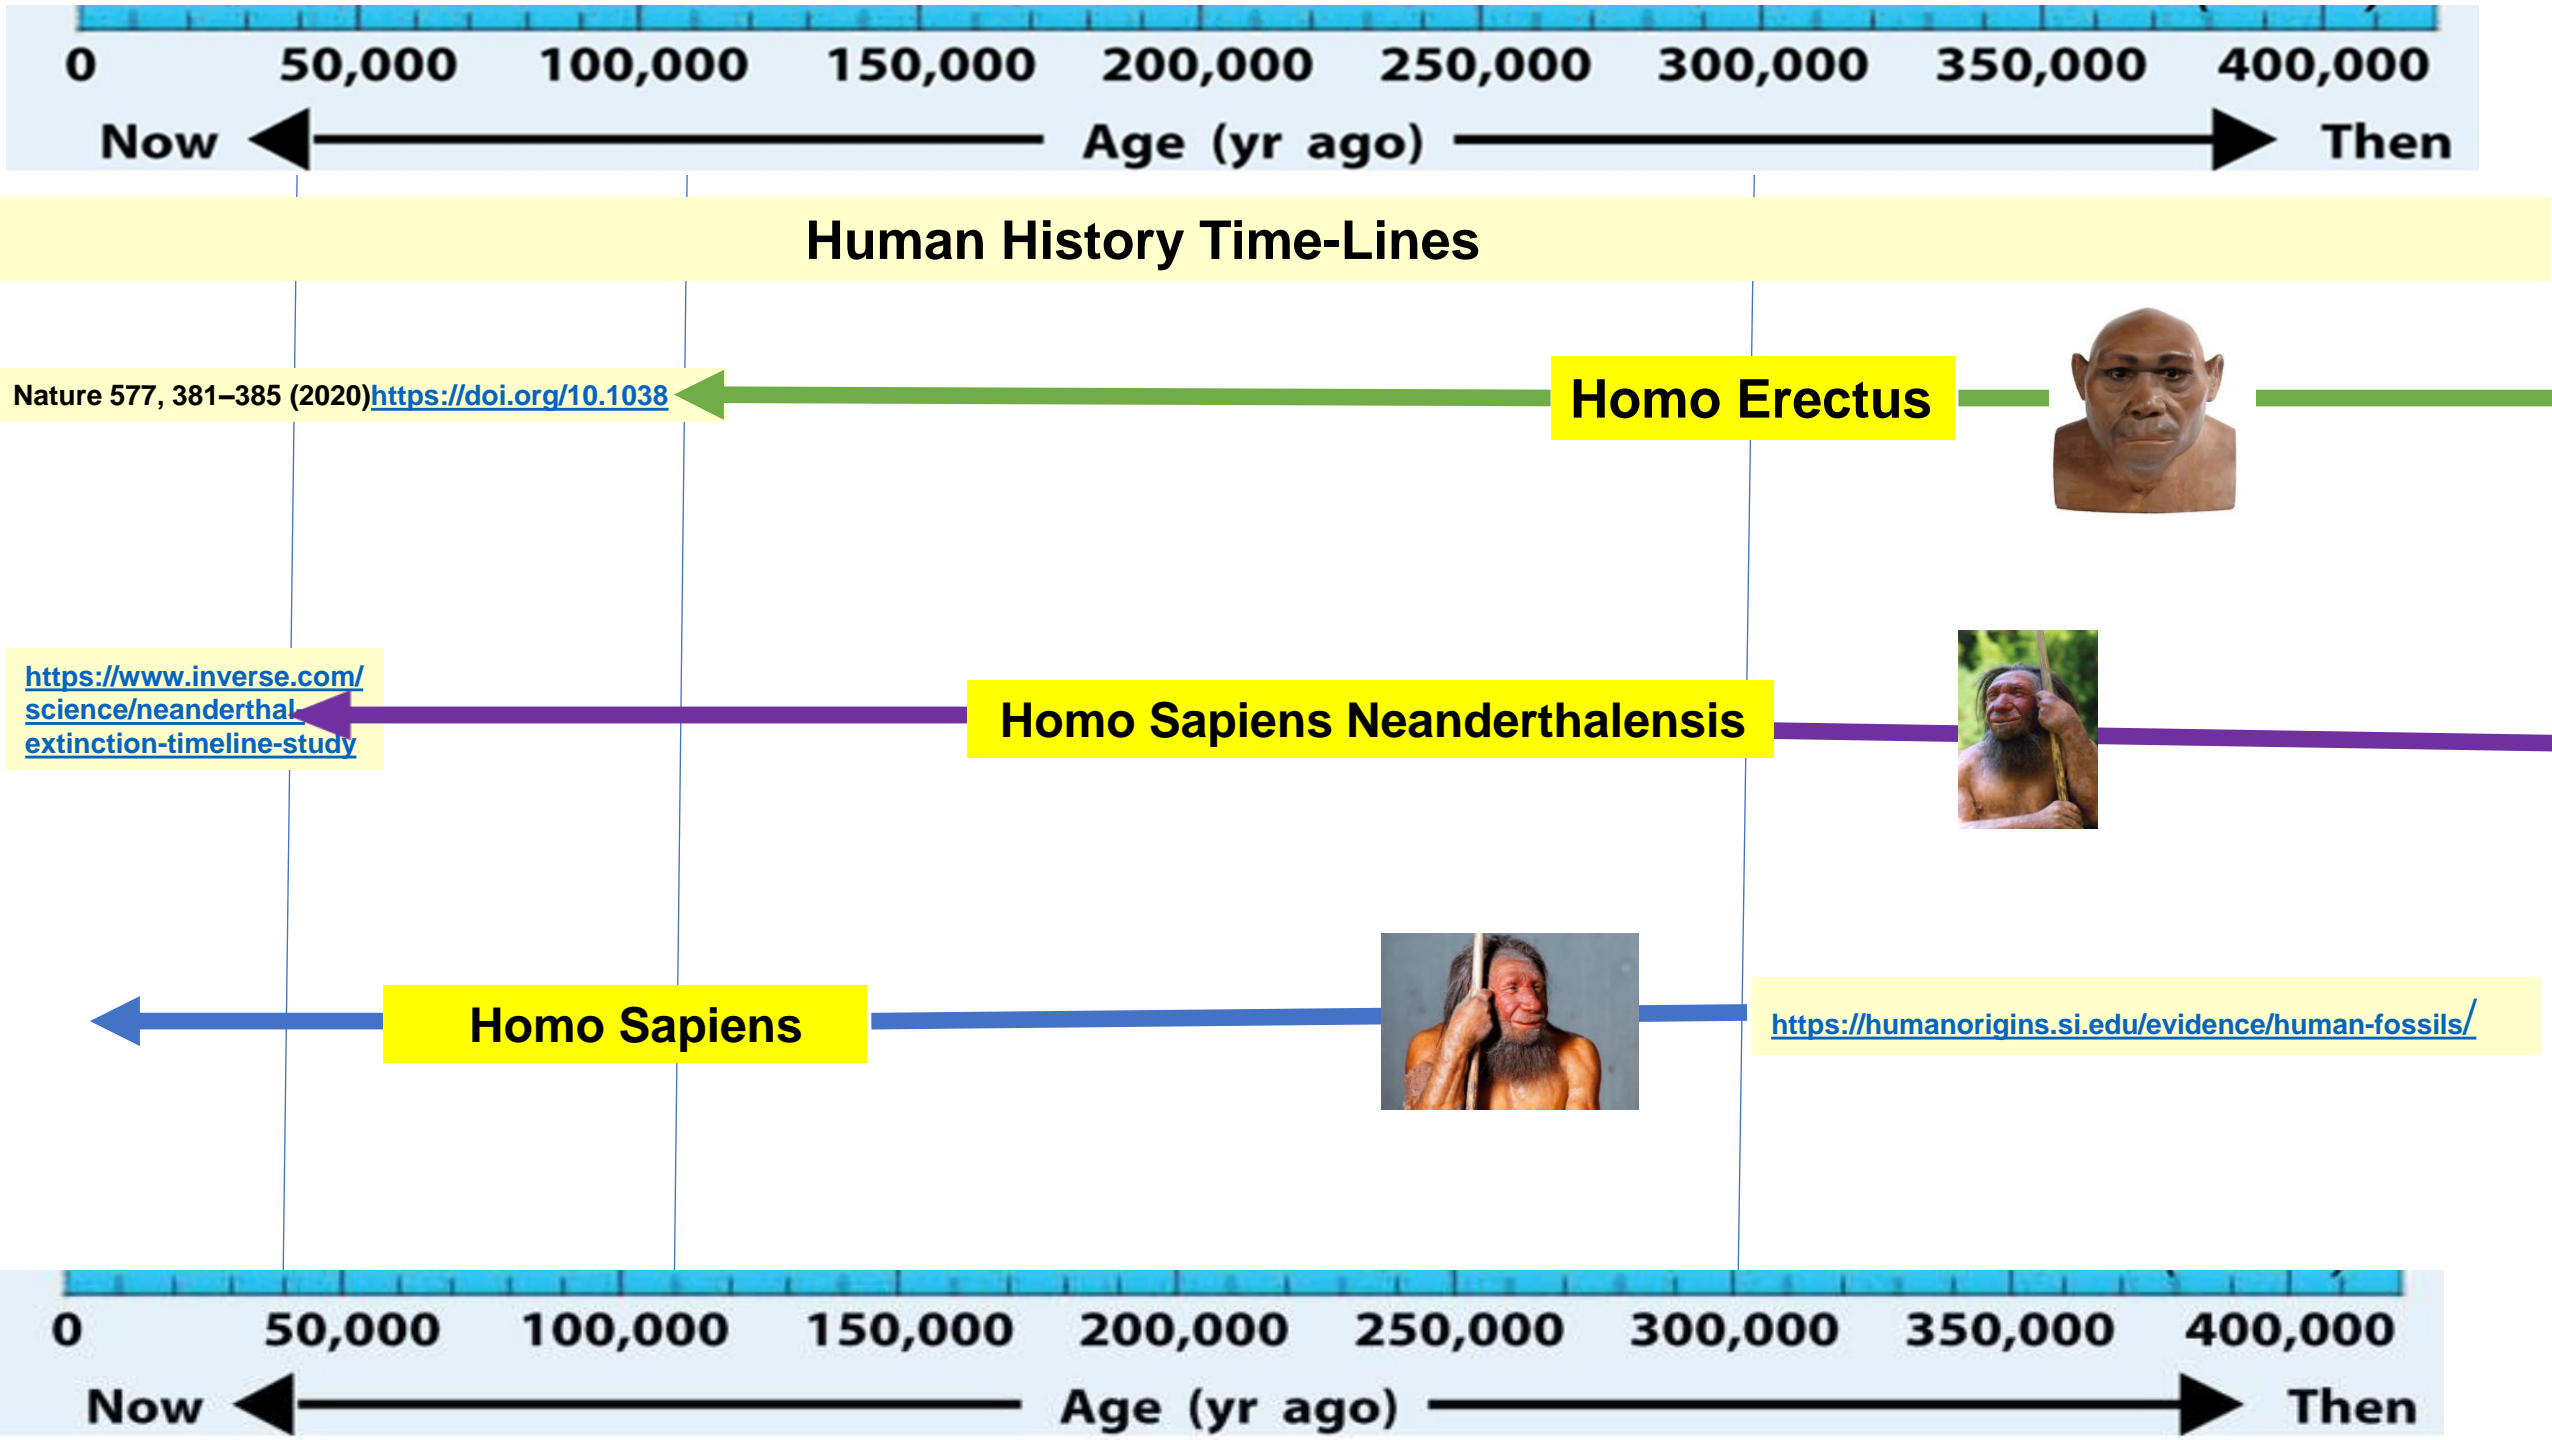 0 50,000 100,000 150,000 200,000 250,000 300,000 350,000 400,000
Now Age (yr ago) Then
Human History Time-Lines
Nature 577, 381–385 (2020)https://doi.org/10.1038
Homo Erectus
https://www.inverse.com/
science/neanderthal-
extinction-timeline-study
Homo Sapiens Neanderthalensis
Homo Sapiens
https://humanorigins.si.edu/evidence/human-fossils/
0 50,000 100,000 150,000 200,000 250,000 300,000 350,000 400,000
Now Age (yr ago) Then